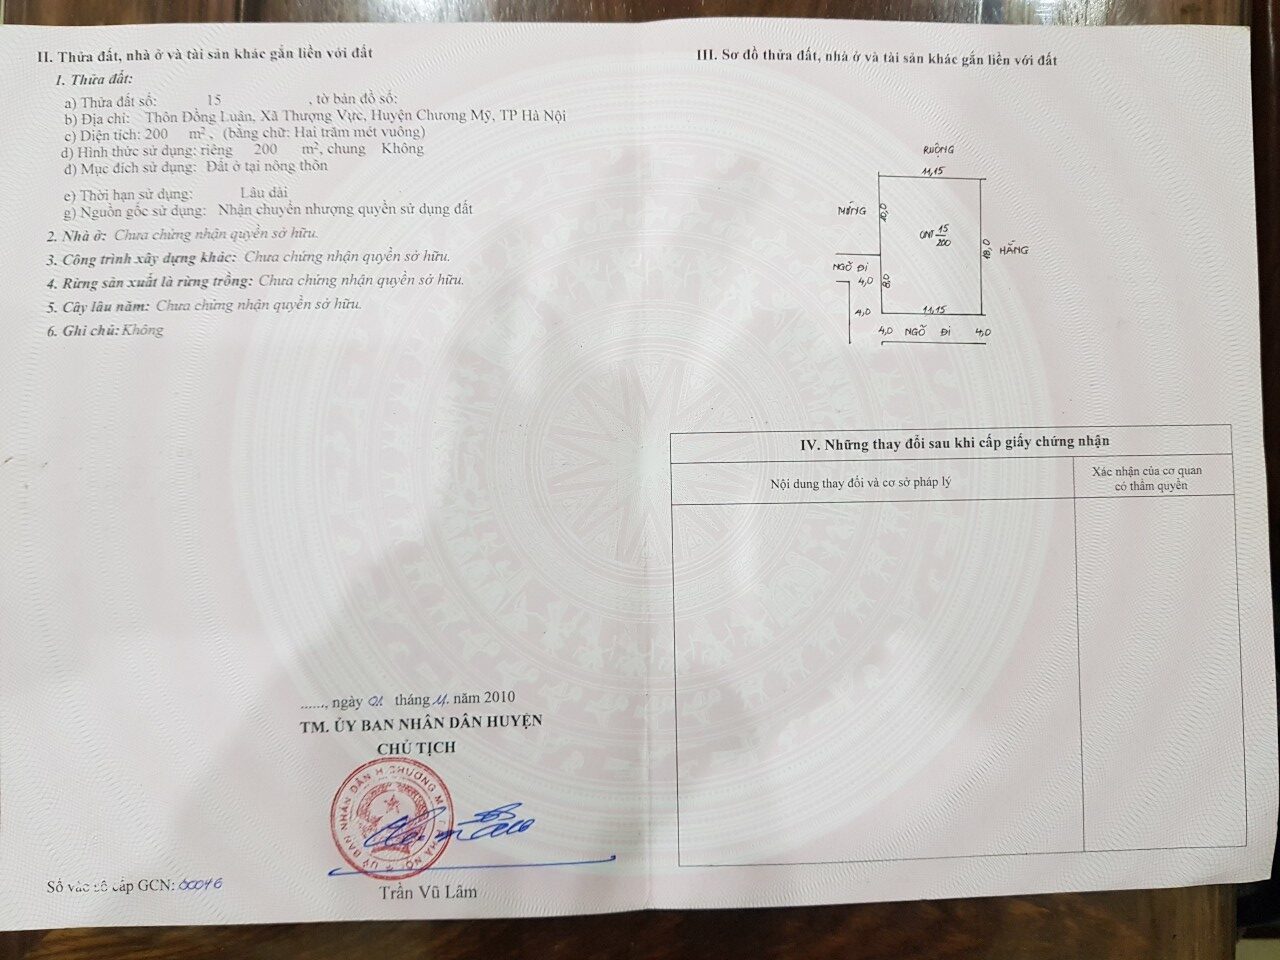 II. Thửa đất, nhà ở và tài sản khác gắn liền với đất
1. Thửa đất:
a) Thửa đất số: 15 , tờ bản đồ số:
b) Địa chỉ: Thôn Đồng Luân, Xã Thượng Vực, Huyện Chương Mỹ, TP Hà Nội
c) Diện tích: 200 m², (bằng chữ: Hai trăm mét vuông)
d) Hình thức sử dụng: riêng 200 m², chung Không
đ) Mục đích sử dụng: Đất ở tại nông thôn
e) Thời hạn sử dụng: Lâu dài
g) Nguồn gốc sử dụng: Nhận chuyển nhượng quyền sử dụng đất
2. Nhà ở: Chưa chứng nhận quyền sở hữu.
3. Công trình xây dựng khác: Chưa chứng nhận quyền sở hữu.
4. Rừng sản xuất là rừng trồng: Chưa chứng nhận quyền sở hữu.
5. Cây lâu năm: Chưa chứng nhận quyền sở hữu.
6. Ghi chú: Không
......, ngày 01 tháng 11 năm 2010
TM. ỦY BAN NHÂN DÂN HUYỆN
CHỦ TỊCH
Trần Vũ Lâm
Số vào sổ cấp GCN: 00046
III. Sơ đồ thửa đất, nhà ở và tài sản khác gắn liền với đất
RUỘNG
11,15
MÓNG
10,0
ONT 15
200
18,0
HẰNG
NGÕ ĐI
4,0
8,0
4,0
11,15
4,0 NGÕ ĐI 4,0
IV. Những thay đổi sau khi cấp giấy chứng nhận
Nội dung thay đổi và cơ sở pháp lý
Xác nhận của cơ quan
có thẩm quyền